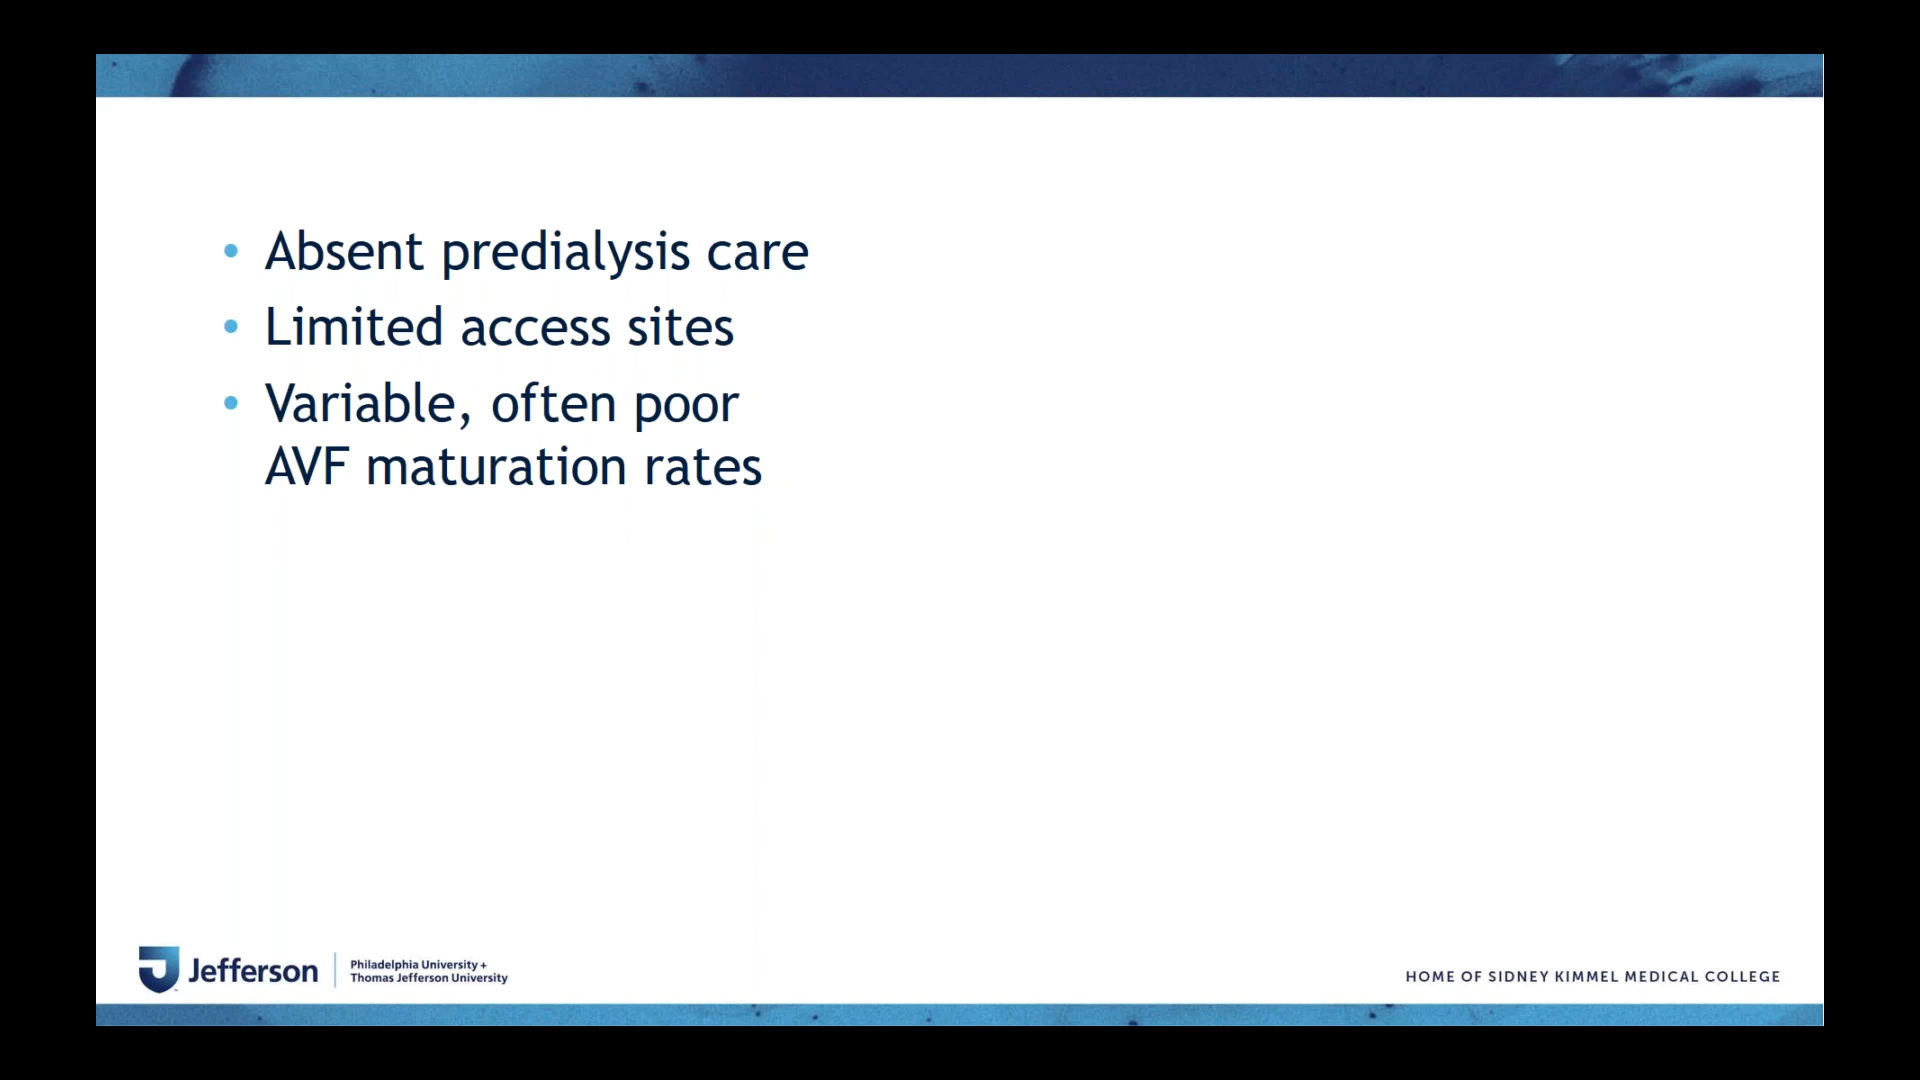 • Absent predialysis care
• Limited access sites
• Variable, often poor
AVF maturation rates
Jefferson
Philadelphia University +
Thomas Jefferson University
HOME OF SIDNEY KIMMEL MEDICAL COLLEGE